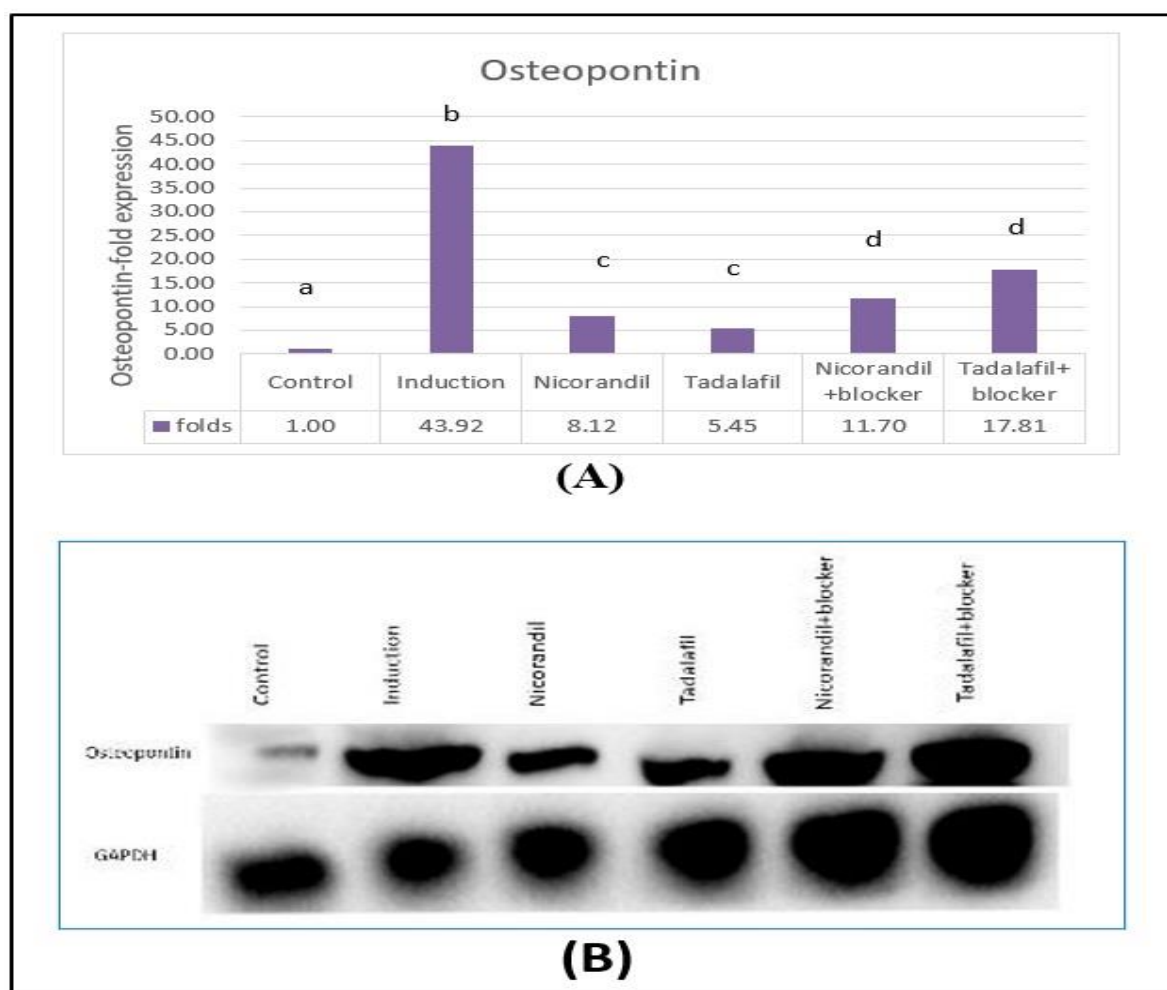 Osteopontin
Osteopontin-fold expression
50.00
45.00
40.00
35.00
30.00
25.00
20.00
15.00
10.00
5.00
0.00
a
b
c
c
d
d
Control Induction Nicorandil Tadalafil Nicorandil +blocker Tadalafil+ blocker
folds 1.00 43.92 8.12 5.45 11.70 17.81
(A)
Control
Induction
Nicorandil
Tadalafil
Nicorandil+blocker
Tadalafil+blocker
Osteopontin
GAPDH
(B)